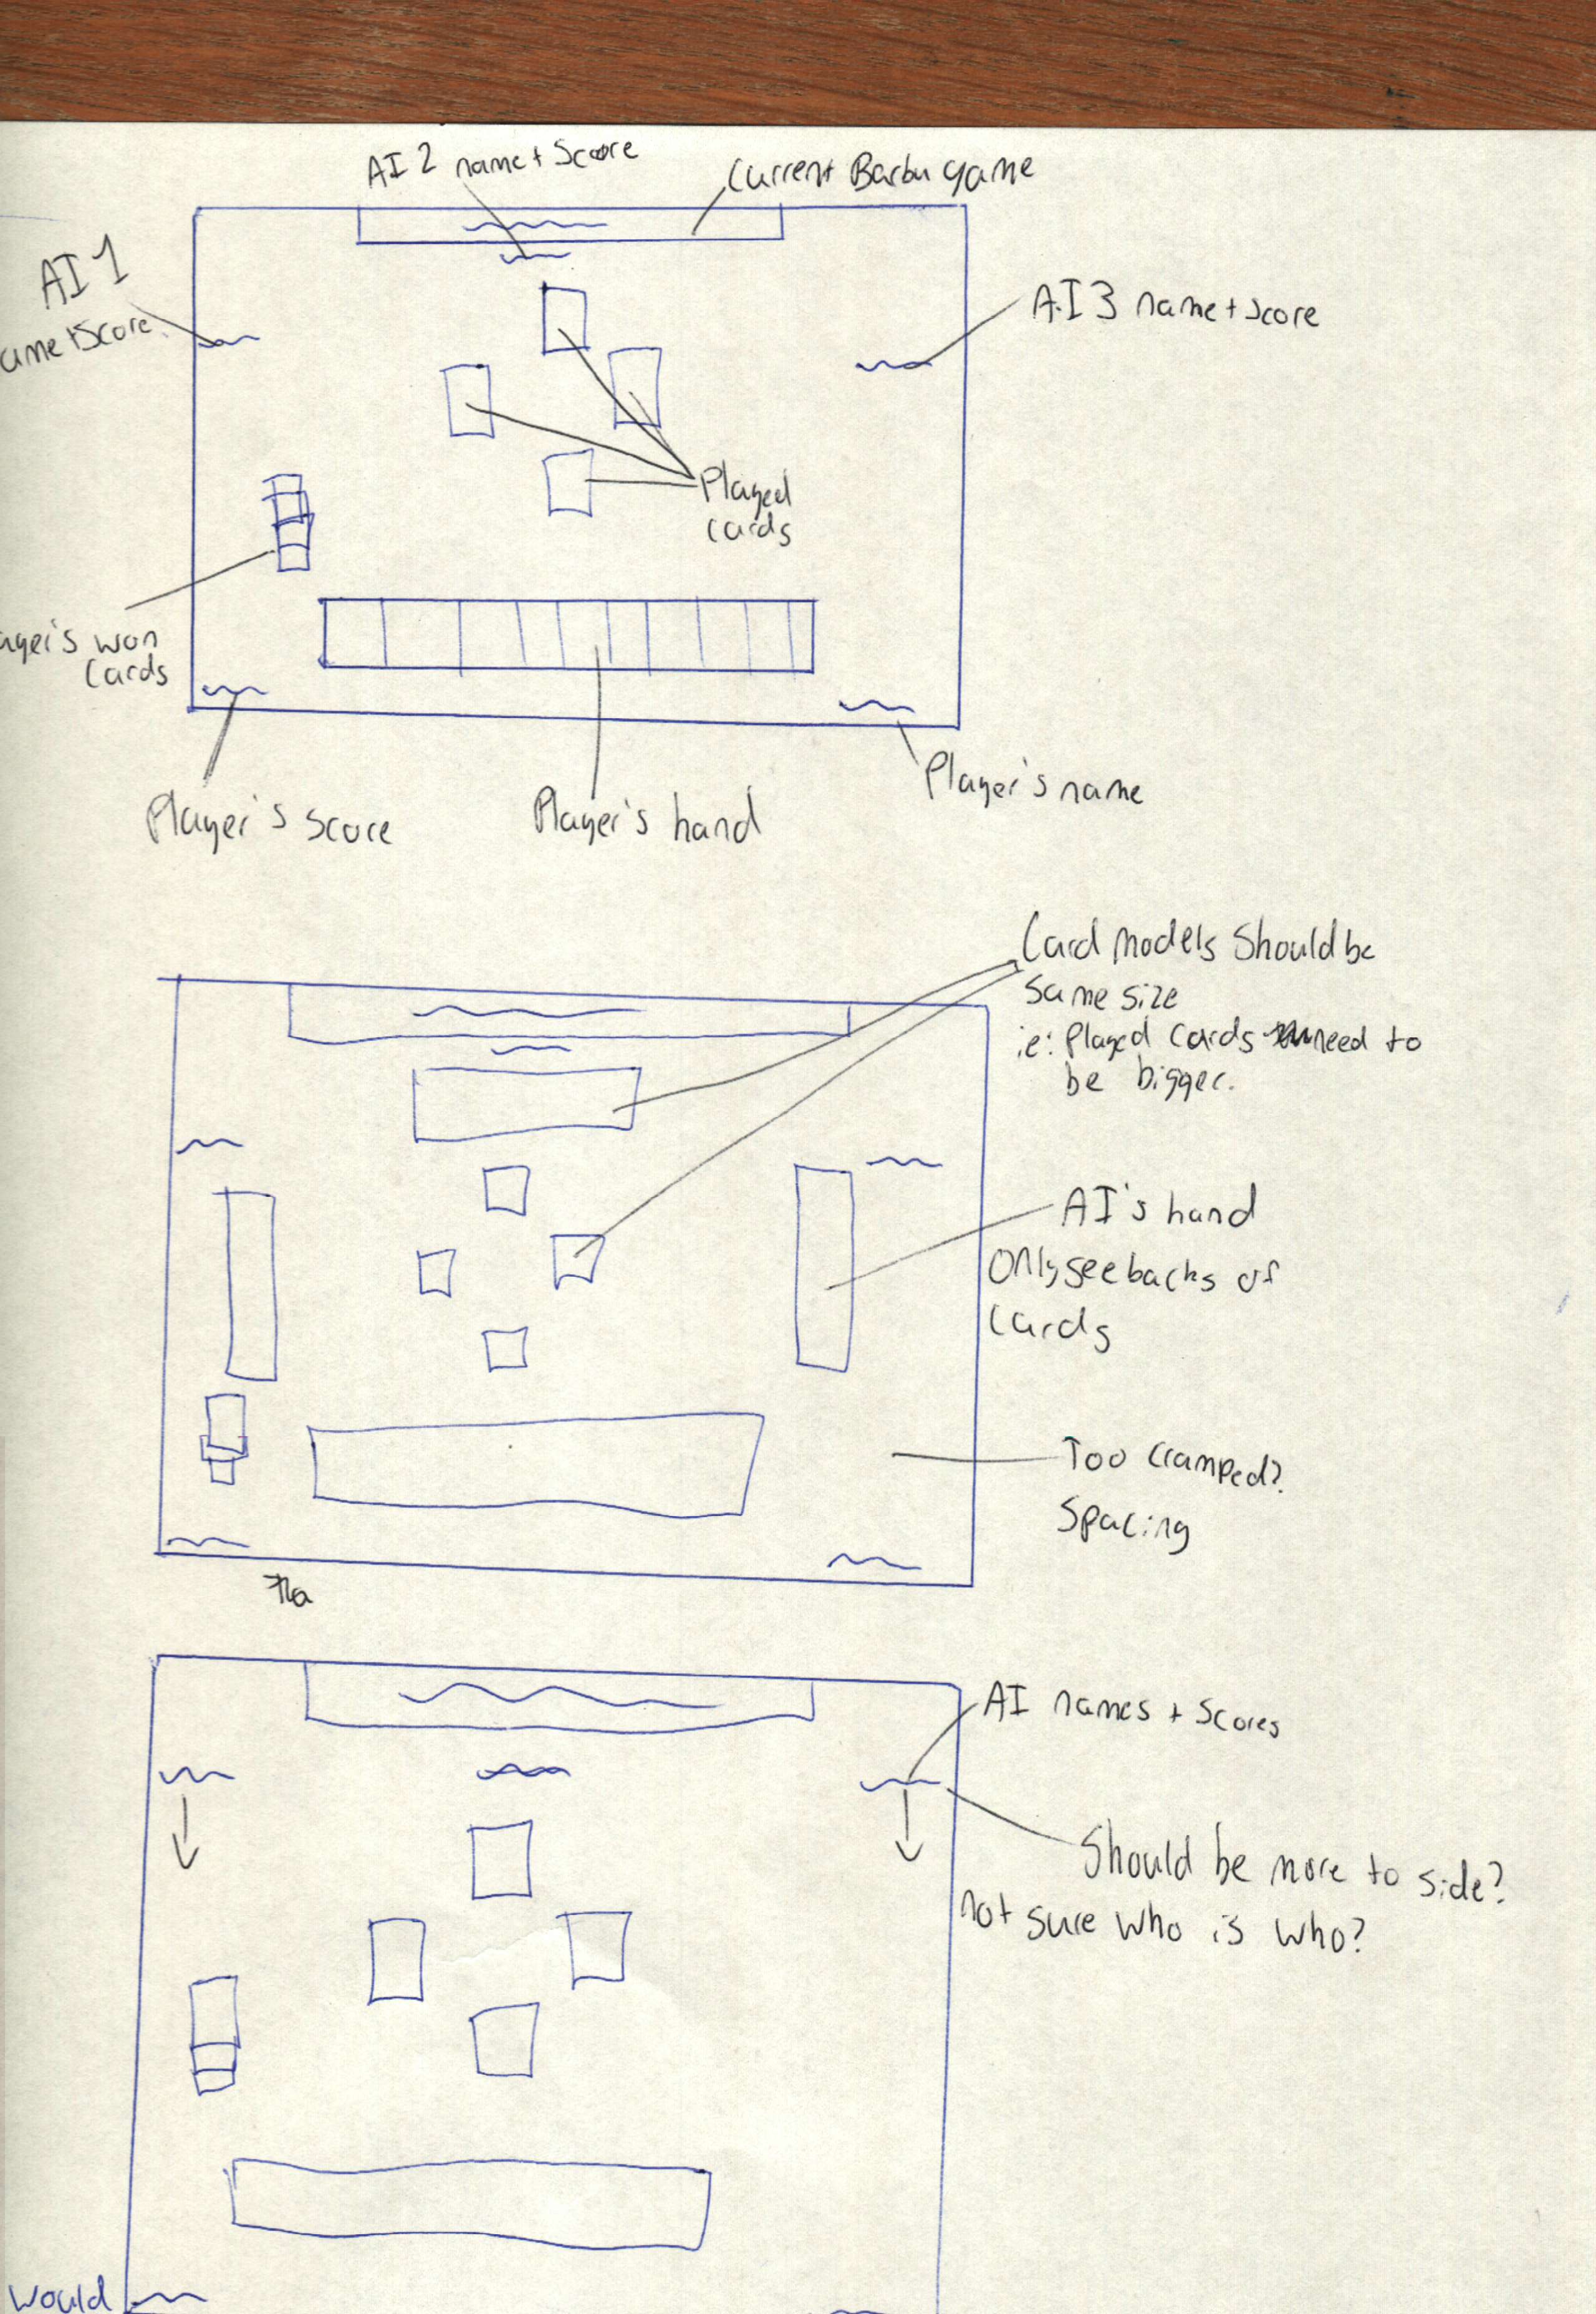 AI 2 name + Score
Current Barbu game
AI 1
ame + Score
A.I 3 name + score
Played
cards
ayer's won
Cards
Player's score
Player's hand
Player's name
Card models should be
same size
ie: Played cards need to
be bigger.
AI's hand
Only see backs of
cards
Too cramped?
Spacing
AI names + Scores
Should be more to side?
not sure who is who?
would